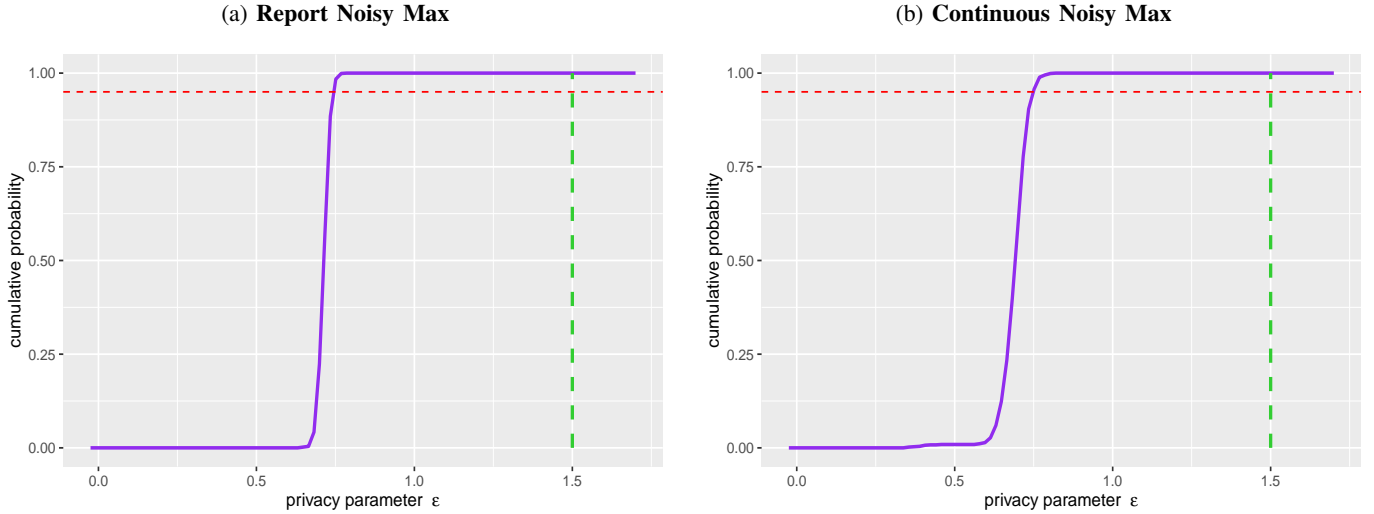 (a) Report Noisy Max
cumulative probability
1.00
0.75
0.50
0.25
0.00
0.0 0.5 1.0 1.5
privacy parameter ε
(b) Continuous Noisy Max
cumulative probability
1.00
0.75
0.50
0.25
0.00
0.0 0.5 1.0 1.5
privacy parameter ε